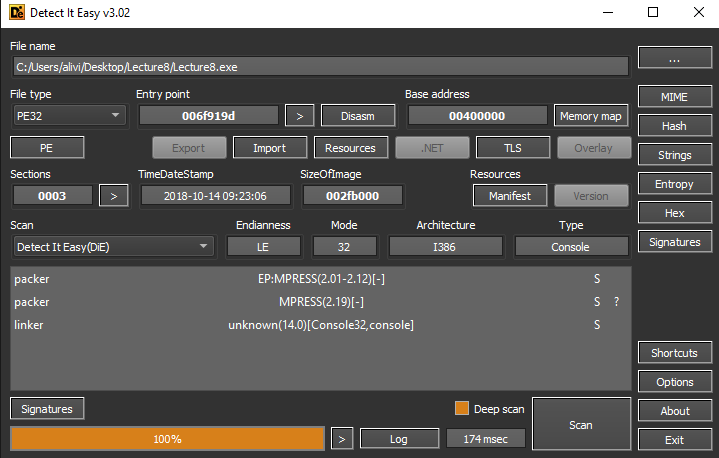 Detect It Easy v3.02
File name
C:/Users/alivi/Desktop/Lecture8/Lecture8.exe
...
File type Entry point Base address
PE32 006f919d > Disasm 00400000 Memory map
MIME
PE Export Import Resources .NET TLS Overlay
Hash
Sections TimeDateStamp SizeOfImage Resources
Strings
0003 > 2018-10-14 09:23:06 002fb000 Manifest Version
Entropy
Scan Endianness Mode Architecture Type
Hex
Detect It Easy(DiE) LE 32 I386 Console
Signatures
packer EP:MPRESS(2.01-2.12)[-] S
packer MPRESS(2.19)[-] S ?
linker unknown(14.0)[Console32,console] S
Shortcuts
Options
Signatures Deep scan Scan
About
100% > Log 174 msec
Exit